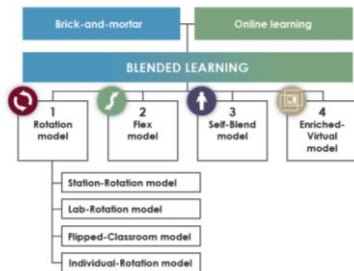 Brick-and-mortar
Online learning
BLENDED LEARNING
1
Rotation
model
2
Flex
model
3
Self-Blend
model
4
Enriched-
Virtual
model
Station-Rotation model
Lab-Rotation model
Flipped-Classroom model
Individual-Rotation model